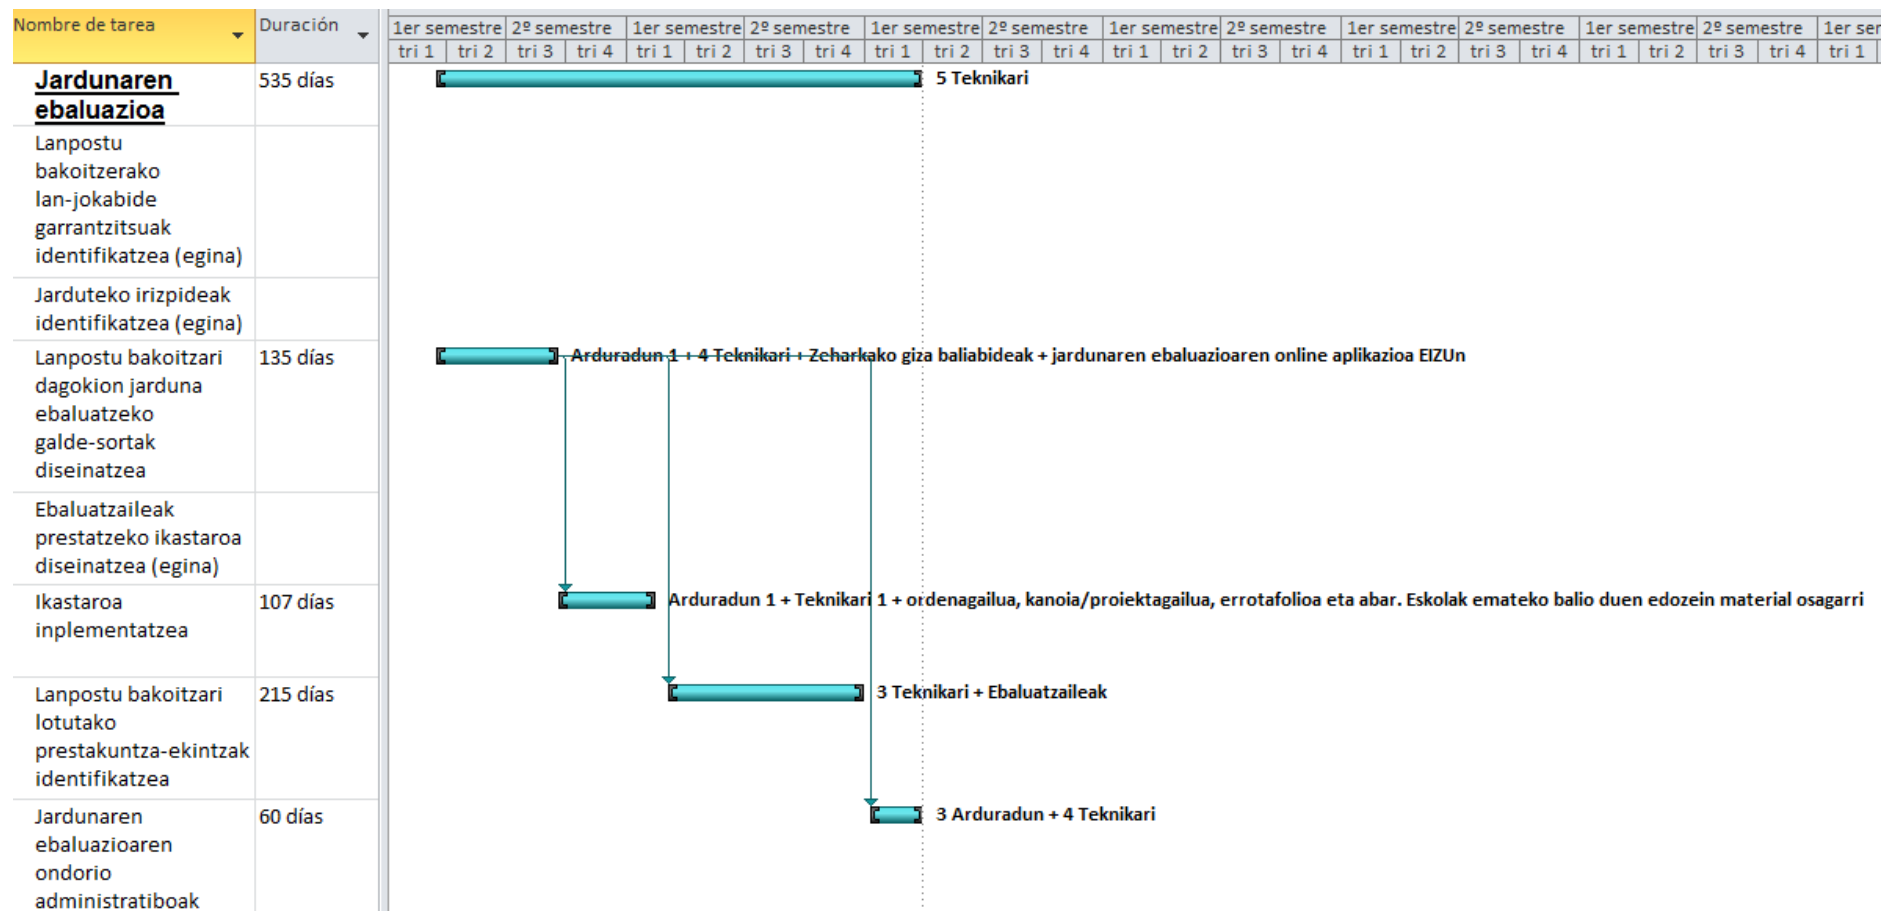 Nombre de tarea Duración 1er semestre 2º semestre 1er semestre 2º semestre 1er semestre 2º semestre 1er semestre 2º semestre 1er semestre 2º semestre 1er semestre 2º semestre 1er ser
tri 1 tri 2 tri 3 tri 4 tri 1 tri 2 tri 3 tri 4 tri 1 tri 2 tri 3 tri 4 tri 1 tri 2 tri 3 tri 4 tri 1 tri 2 tri 3 tri 4 tri 1 tri 2 tri 3 tri 4 tri 1
Jardunaren 535 días 5 Teknikari
ebaluazioa
Lanpostu
bakoitzerako
lan-jokabide
garrantzitsuak
identifikatzea (egina)
Jarduteko irizpideak
identifikatzea (egina)
Lanpostu bakoitzari 135 días Arduradun 1 + 4 Teknikari + Zeharkako giza baliabideak + jardunaren ebaluazioaren online aplikazioa EIZUn
dagokion jarduna
ebaluatzeko
galde-sortak
diseinatzea
Ebaluatzaileak
prestatzeko ikastaroa
diseinatzea (egina)
Ikastaroa 107 días Arduradun 1 + Teknikari 1 + ordenagailua, kanoia/proiektagailua, errotafolioa eta abar. Eskolak emateko balio duen edozein material osagarri
inplementatzea
Lanpostu bakoitzari 215 días 3 Teknikari + Ebaluatzaileak
lotutako
prestakuntza-ekintzak
identifikatzea
Jardunaren 60 días 3 Arduradun + 4 Teknikari
ebaluazioaren
ondorio
administratiboak